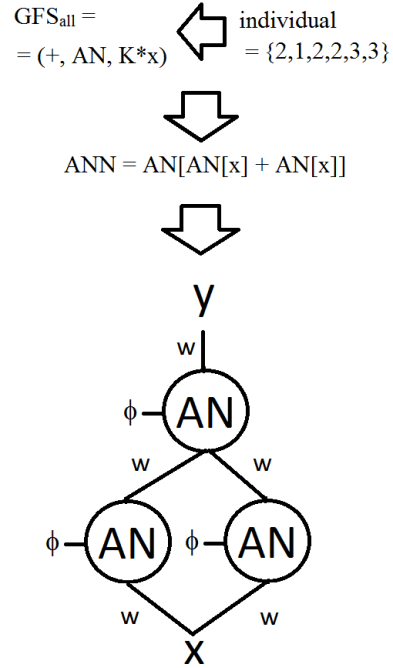 GFSall =
= (+, AN, K*x)
individual
= {2,1,2,2,3,3}
ANN = AN[AN[x] + AN[x]]
y
w
ϕ AN
w w
ϕ AN ϕ AN
w w
x